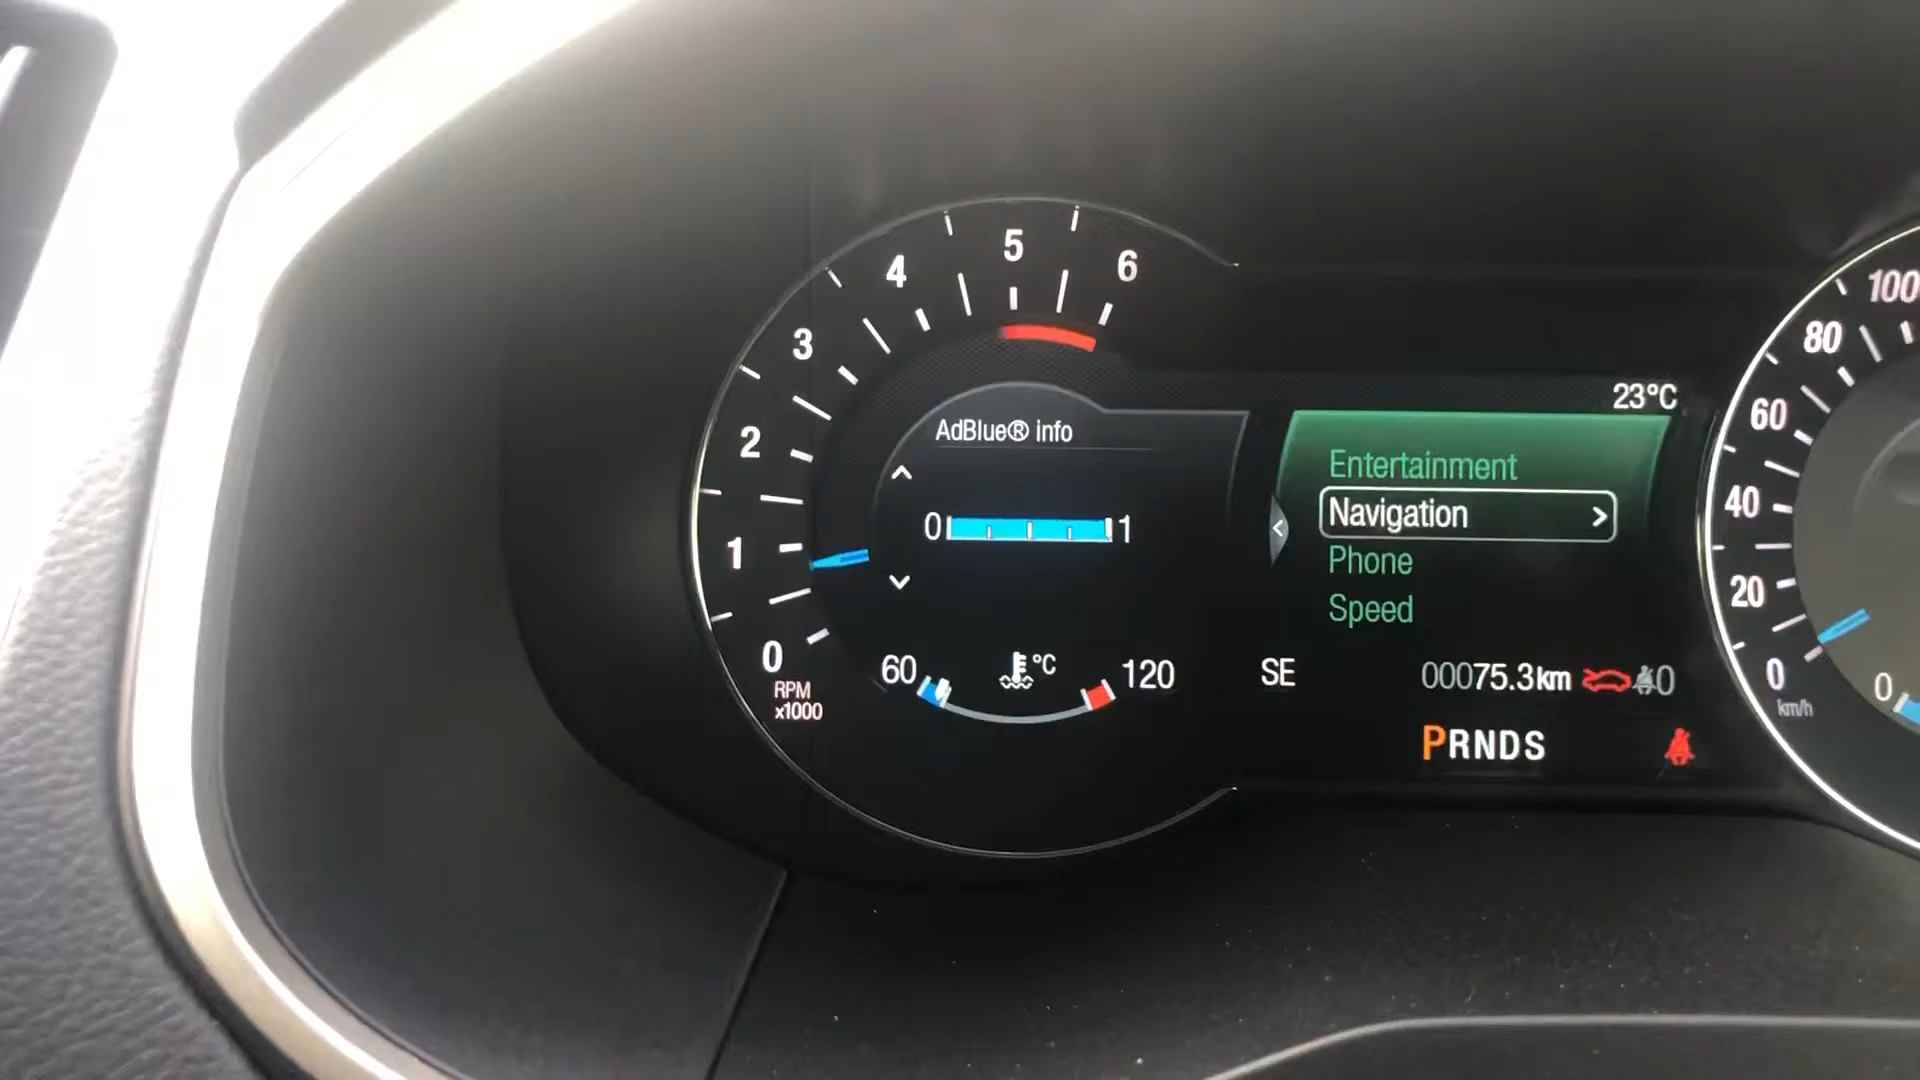 5
4
6
3
2
1
0
RPM
x1000
AdBlue® info
0 1
60 °C 120
23°C
Entertainment
Navigation >
Phone
Speed
SE
00075.3km
0
PRNDS
100
80
60
40
20
0
km/h
0